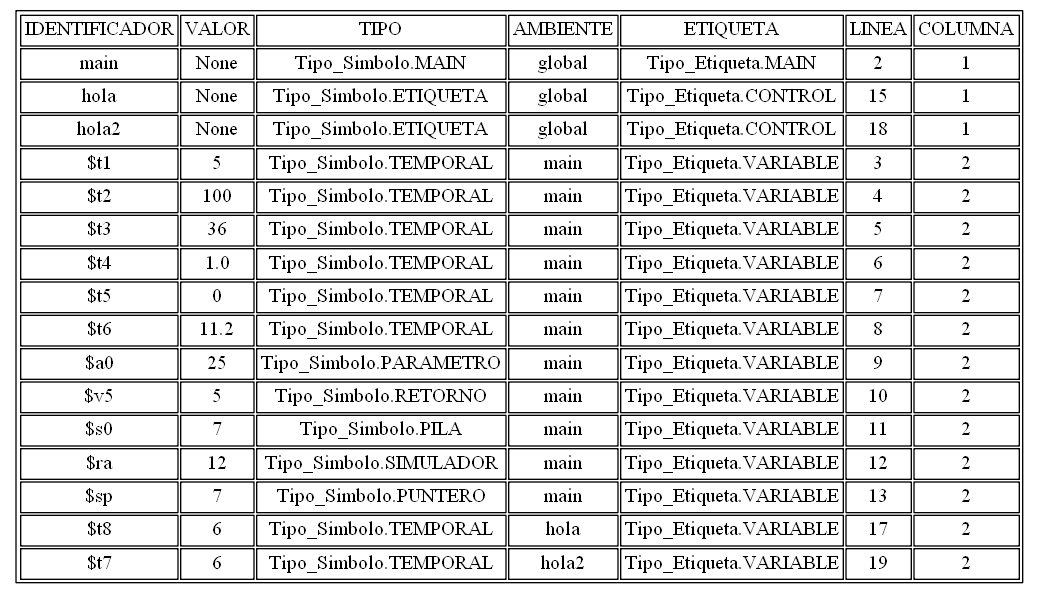 IDENTIFICADOR VALOR TIPO AMBIENTE ETIQUETA LINEA COLUMNA
main None Tipo_Simbolo.MAIN global Tipo_Etiqueta.MAIN 2 1
hola None Tipo_Simbolo.ETIQUETA global Tipo_Etiqueta.CONTROL 15 1
hola2 None Tipo_Simbolo.ETIQUETA global Tipo_Etiqueta.CONTROL 18 1
$t1 5 Tipo_Simbolo.TEMPORAL main Tipo_Etiqueta.VARIABLE 3 2
$t2 100 Tipo_Simbolo.TEMPORAL main Tipo_Etiqueta.VARIABLE 4 2
$t3 36 Tipo_Simbolo.TEMPORAL main Tipo_Etiqueta.VARIABLE 5 2
$t4 1.0 Tipo_Simbolo.TEMPORAL main Tipo_Etiqueta.VARIABLE 6 2
$t5 0 Tipo_Simbolo.TEMPORAL main Tipo_Etiqueta.VARIABLE 7 2
$t6 11.2 Tipo_Simbolo.TEMPORAL main Tipo_Etiqueta.VARIABLE 8 2
$a0 25 Tipo_Simbolo.PARAMETRO main Tipo_Etiqueta.VARIABLE 9 2
$v5 5 Tipo_Simbolo.RETORNO main Tipo_Etiqueta.VARIABLE 10 2
$s0 7 Tipo_Simbolo.PILA main Tipo_Etiqueta.VARIABLE 11 2
$ra 12 Tipo_Simbolo.SIMULADOR main Tipo_Etiqueta.VARIABLE 12 2
$sp 7 Tipo_Simbolo.PUNTERO main Tipo_Etiqueta.VARIABLE 13 2
$t8 6 Tipo_Simbolo.TEMPORAL hola Tipo_Etiqueta.VARIABLE 17 2
$t7 6 Tipo_Simbolo.TEMPORAL hola2 Tipo_Etiqueta.VARIABLE 19 2